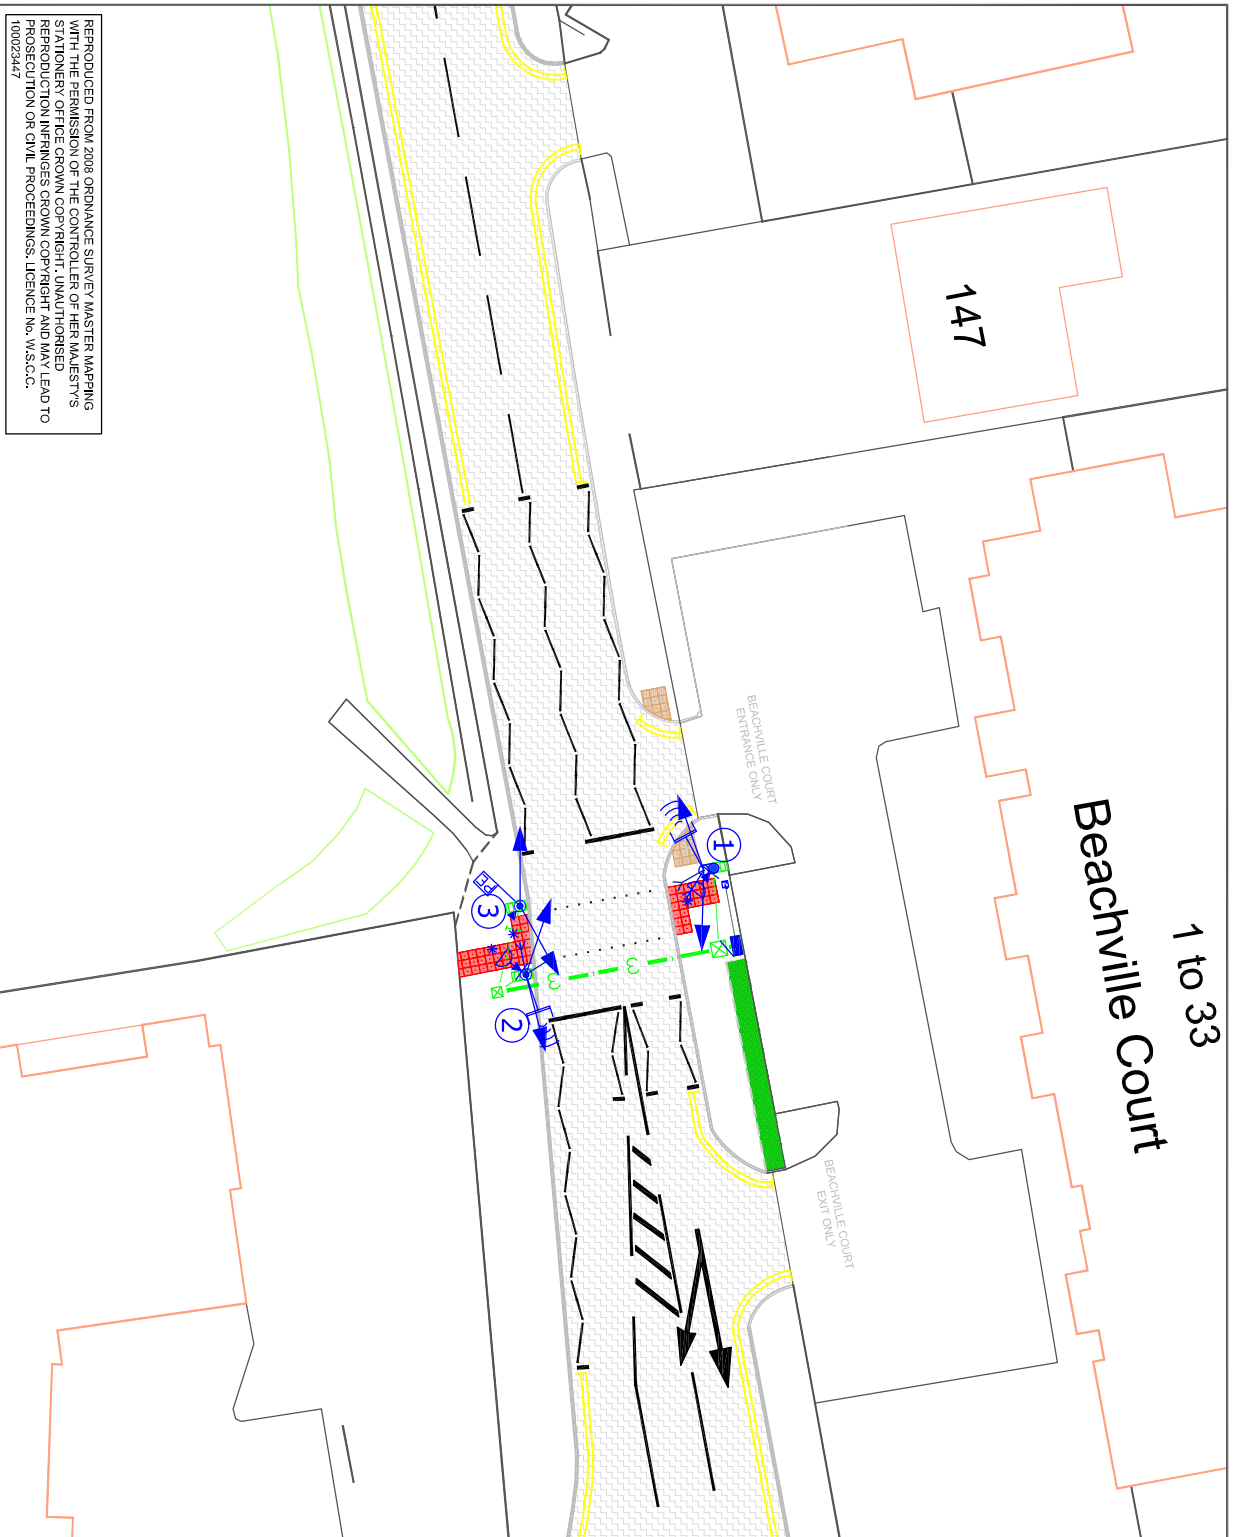 REPRODUCED FROM 2008 ORDNANCE SURVEY MASTER MAPPING
WITH THE PERMISSION OF THE CONTROLLER OF HER MAJESTY'S
STATIONERY OFFICE CROWN COPYRIGHT. UNAUTHORISED
REPRODUCTION INFRINGES CROWN COPYRIGHT AND MAY LEAD TO
PROSECUTION OR CIVIL PROCEEDINGS. LICENCE No. W.S.C.C.
100023447
147
1 to 33
Beachville Court
BEACHVILLE COURT
ENTRANCE ONLY
BEACHVILLE COURT
EXIT ONLY
1
3
2
PE
3
3